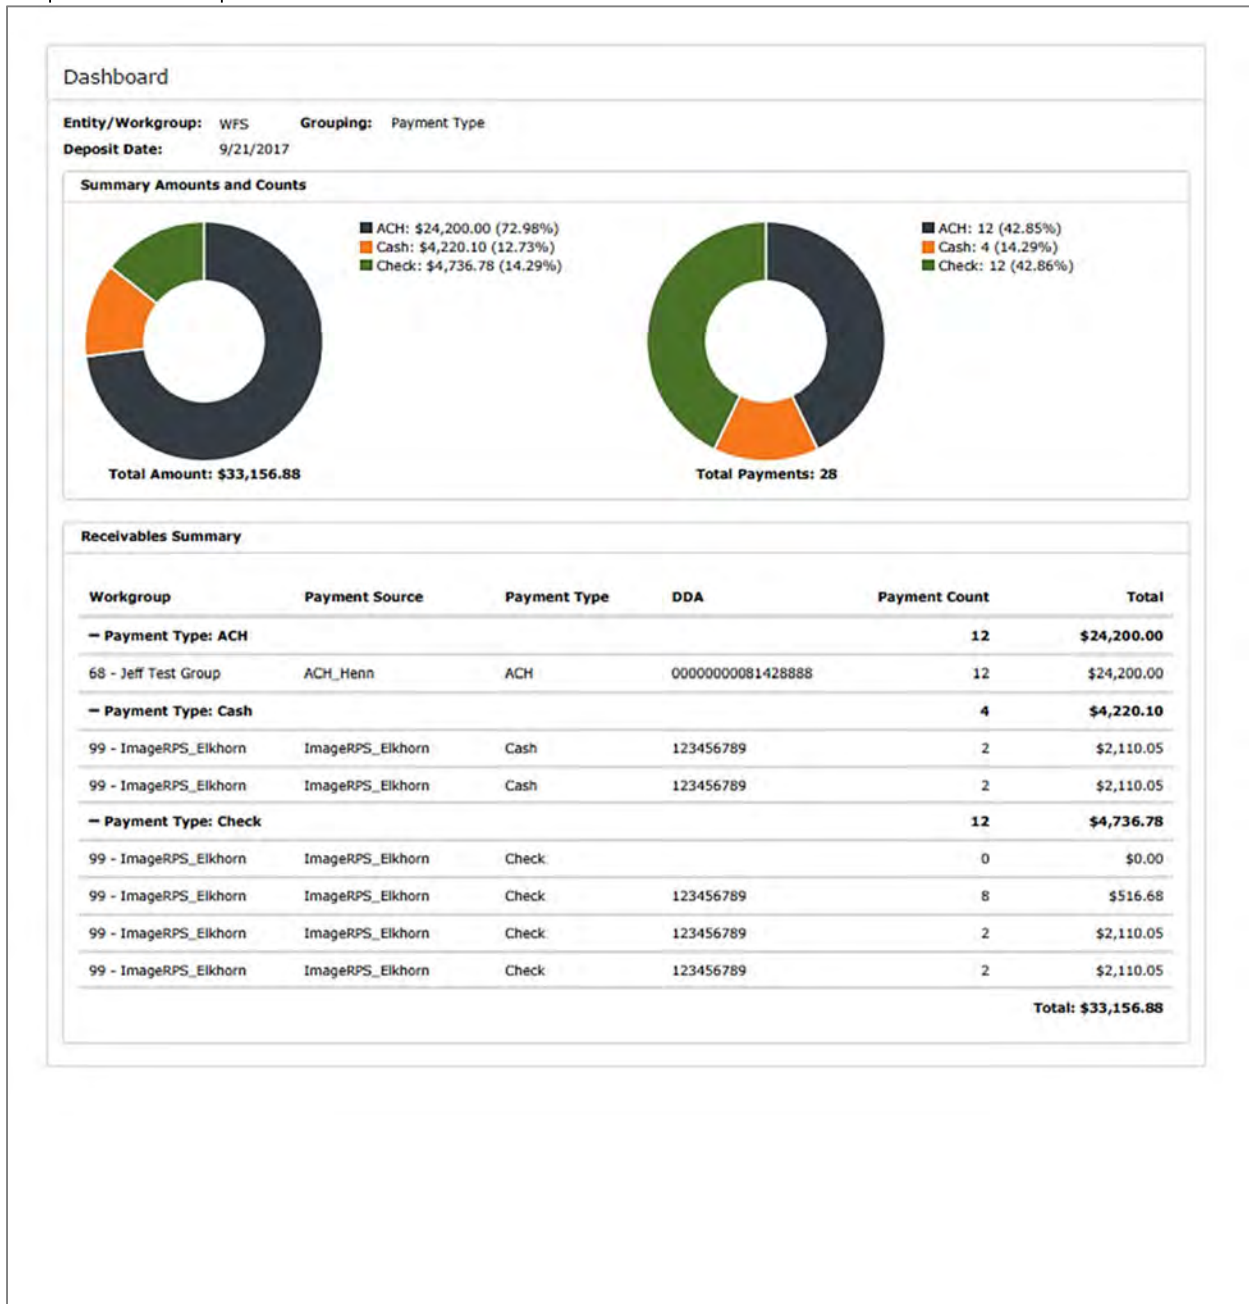 Dashboard
Entity/Workgroup: WFS Grouping: Payment Type
Deposit Date: 9/21/2017
Summary Amounts and Counts
ACH: $24,200.00 (72.98%)
Cash: $4,220.10 (12.73%)
Check: $4,736.78 (14.29%)
Total Amount: $33,156.88
ACH: 12 (42.85%)
Cash: 4 (14.29%)
Check: 12 (42.86%)
Total Payments: 28
Receivables Summary
Workgroup Payment Source Payment Type DDA Payment Count Total
− Payment Type: ACH 12 $24,200.00
68 - Jeff Test Group ACH_Henn ACH 00000000081428888 12 $24,200.00
− Payment Type: Cash 4 $4,220.10
99 - ImageRPS_Elkhorn ImageRPS_Elkhorn Cash 123456789 2 $2,110.05
99 - ImageRPS_Elkhorn ImageRPS_Elkhorn Cash 123456789 2 $2,110.05
− Payment Type: Check 12 $4,736.78
99 - ImageRPS_Elkhorn ImageRPS_Elkhorn Check 0 $0.00
99 - ImageRPS_Elkhorn ImageRPS_Elkhorn Check 123456789 8 $516.68
99 - ImageRPS_Elkhorn ImageRPS_Elkhorn Check 123456789 2 $2,110.05
99 - ImageRPS_Elkhorn ImageRPS_Elkhorn Check 123456789 2 $2,110.05
Total: $33,156.88